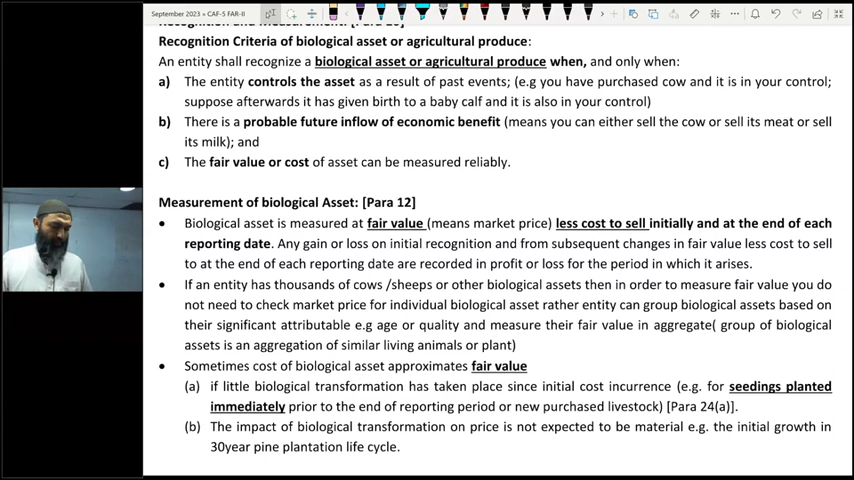 September 2023 » CAF-5 FAR-II
Recognition Criteria of biological asset or agricultural produce:
An entity shall recognize a biological asset or agricultural produce when, and only when:
a) The entity controls the asset as a result of past events; (e.g you have purchased cow and it is in your control;
suppose afterwards it has given birth to a baby calf and it is also in your control)
b) There is a probable future inflow of economic benefit (means you can either sell the cow or sell its meat or sell
its milk); and
c) The fair value or cost of asset can be measured reliably.
Measurement of biological Asset: [Para 12]
• Biological asset is measured at fair value (means market price) less cost to sell initially and at the end of each
reporting date. Any gain or loss on initial recognition and from subsequent changes in fair value less cost to sell
to at the end of each reporting date are recorded in profit or loss for the period in which it arises.
• If an entity has thousands of cows /sheeps or other biological assets then in order to measure fair value you do
not need to check market price for individual biological asset rather entity can group biological assets based on
their significant attributable e.g age or quality and measure their fair value in aggregate( group of biological
assets is an aggregation of similar living animals or plant)
• Sometimes cost of biological asset approximates fair value
(a) if little biological transformation has taken place since initial cost incurrence (e.g. for seedings planted
immediately prior to the end of reporting period or new purchased livestock) [Para 24(a)].
(b) The impact of biological transformation on price is not expected to be material e.g. the initial growth in
30year pine plantation life cycle.